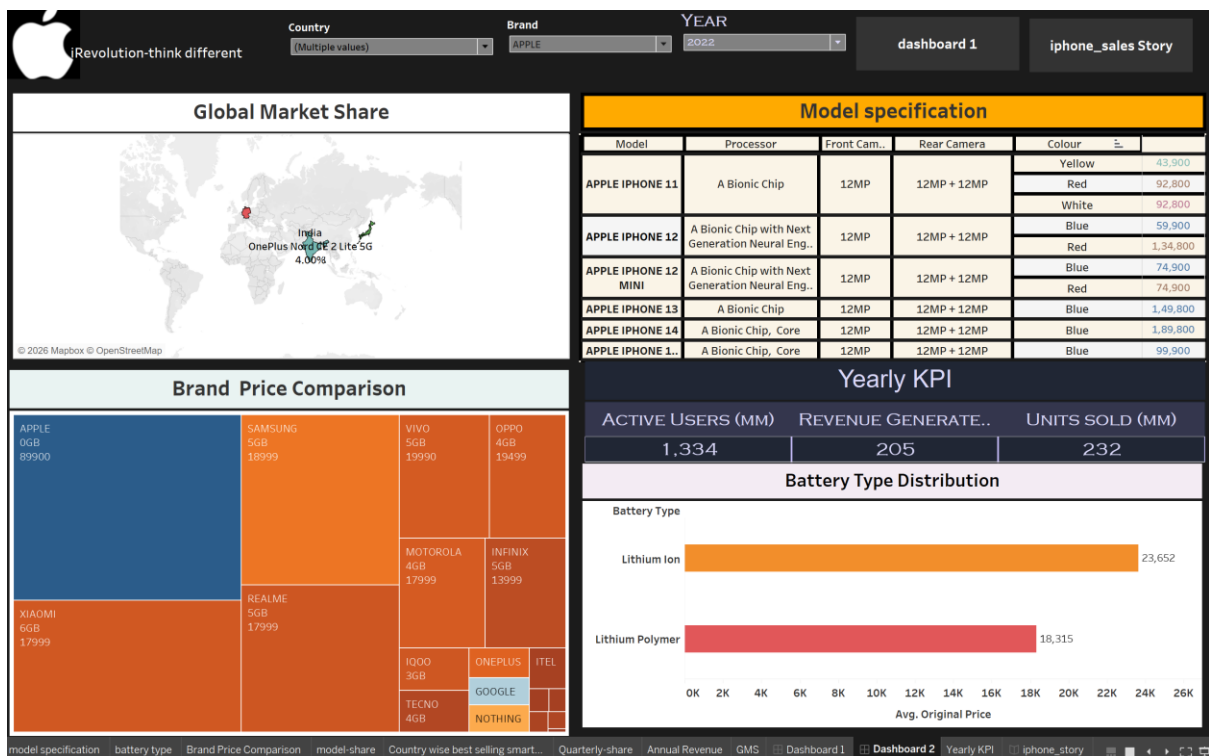 iRevolution-think different
Country
(Multiple values)
Brand
APPLE
YEAR
2022
dashboard 1
iphone_sales Story
Global Market Share
India
OnePlus Nord CE 2 Lite 5G
4.00%
© 2026 Mapbox © OpenStreetMap
Model specification
Model Processor Front Cam.. Rear Camera Colour
APPLE IPHONE 11 A Bionic Chip 12MP 12MP + 12MP
Yellow 43,900
Red 92,800
White 92,800
APPLE IPHONE 12 A Bionic Chip with Next
Generation Neural Eng.. 12MP 12MP + 12MP
Blue 59,900
Red 1,34,800
APPLE IPHONE 12
MINI A Bionic Chip with Next
Generation Neural Eng.. 12MP 12MP + 12MP
Blue 74,900
Red 74,900
APPLE IPHONE 13 A Bionic Chip 12MP 12MP + 12MP Blue 1,49,800
APPLE IPHONE 14 A Bionic Chip, Core 12MP 12MP + 12MP Blue 1,89,800
APPLE IPHONE 1.. A Bionic Chip, Core 12MP 12MP + 12MP Blue 99,900
Brand Price Comparison
APPLE
0GB
89900
SAMSUNG
5GB
18999
VIVO
5GB
19990
OPPO
4GB
19499
MOTOROLA
4GB
17999
INFINIX
5GB
13999
XIAOMI
6GB
17999
REALME
5GB
17999
IQOO
3GB
ONEPLUS
ITEL
GOOGLE
TECNO
4GB
NOTHING
Yearly KPI
ACTIVE USERS (MM) REVENUE GENERATE.. UNITS SOLD (MM)
1,334 205 232
Battery Type Distribution
Battery Type
Lithium Ion 23,652
Lithium Polymer 18,315
0K 2K 4K 6K 8K 10K 12K 14K 16K 18K 20K 22K 24K 26K
Avg. Original Price
model specification battery type Brand Price Comparison model-share Country wise best selling smart... Quarterly-share Annual Revenue GMS Dashboard 1 Dashboard 2 Yearly KPI iphone_story